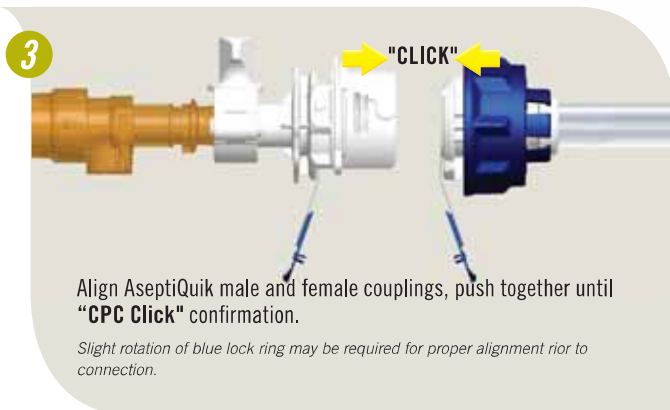 3
"CLICK"
Align AseptiQuik male and female couplings, push together until
“CPC Click" confirmation.
Slight rotation of blue lock ring may be required for proper alignment rior to
connection.